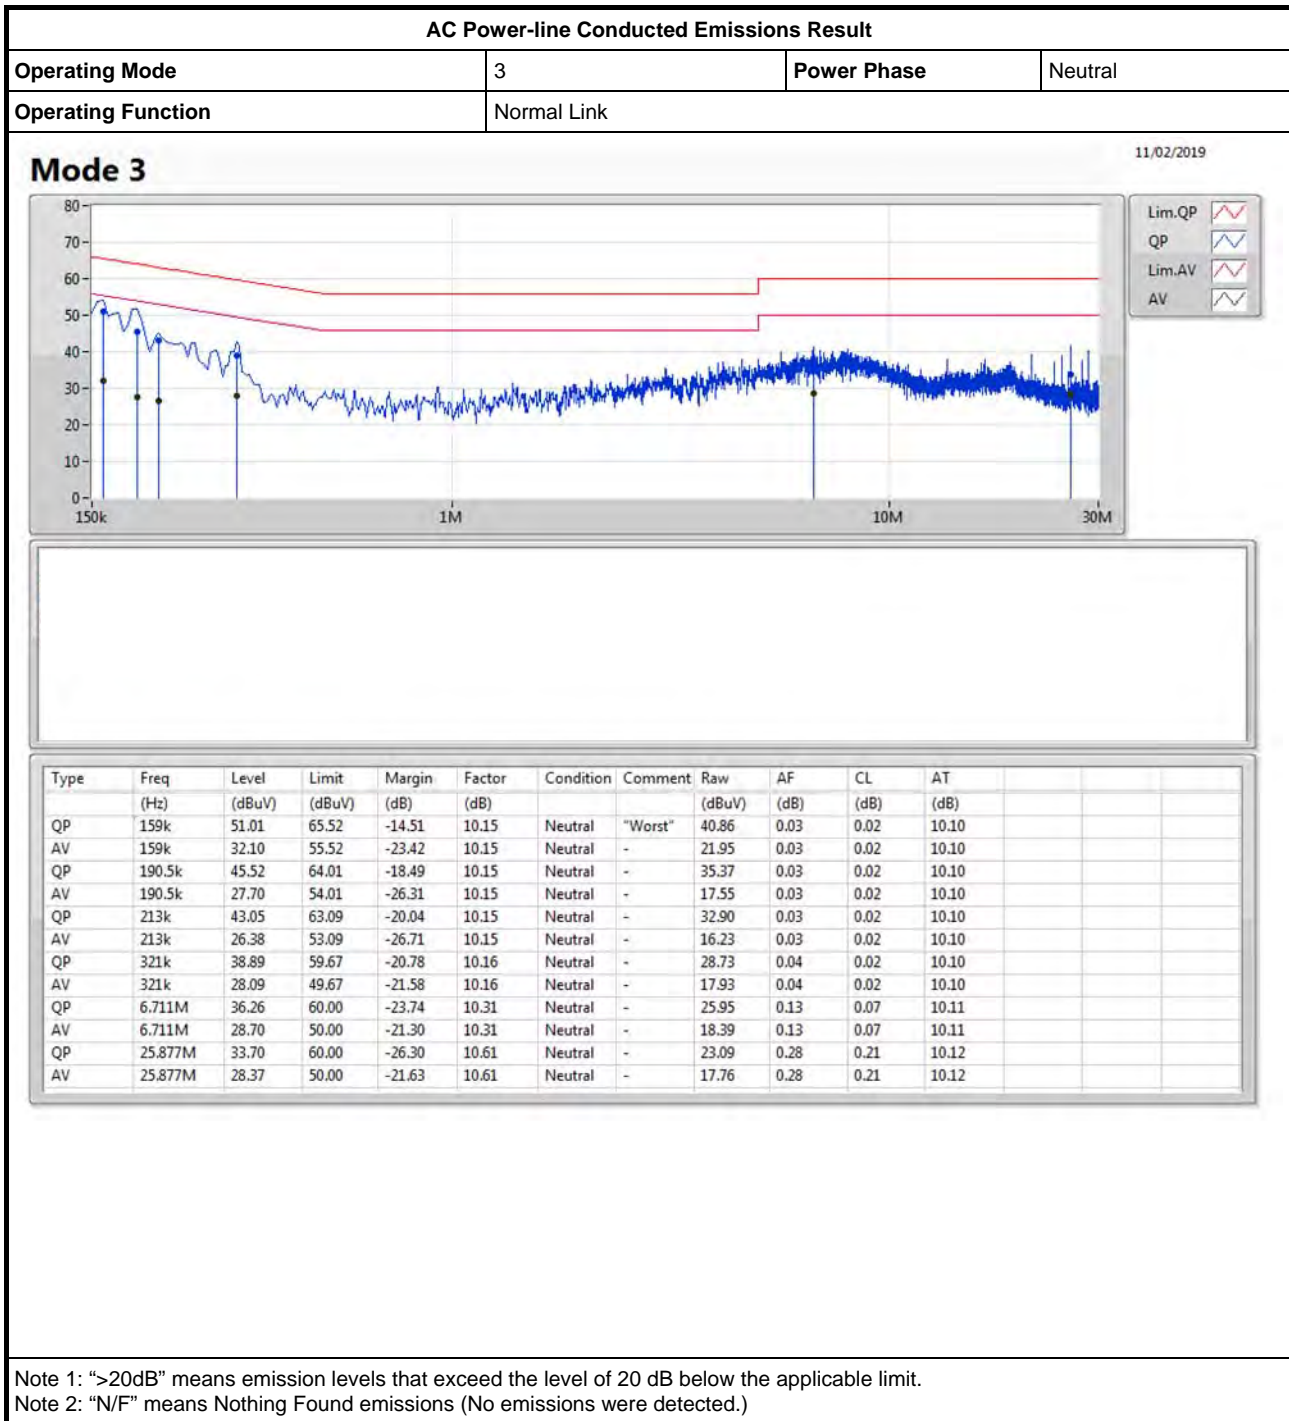 AC Power-line Conducted Emissions Result
Operating Mode 3 Power Phase Neutral
Operating Function Normal Link
11/02/2019
Mode 3
80
70
60
50
40
30
20
10
0
150k 1M 10M 30M
Lim.QP
QP
Lim.AV
AV
Type Freq Level Limit Margin Factor Condition Comment Raw AF CL AT
(Hz) (dBuV) (dBuV) (dB) (dB) (dBuV) (dB) (dB) (dB)
QP 159k 51.01 65.52 -14.51 10.15 Neutral "Worst" 40.86 0.03 0.02 10.10
AV 159k 32.10 55.52 -23.42 10.15 Neutral - 21.95 0.03 0.02 10.10
QP 190.5k 45.52 64.01 -18.49 10.15 Neutral - 35.37 0.03 0.02 10.10
AV 190.5k 27.70 54.01 -26.31 10.15 Neutral - 17.55 0.03 0.02 10.10
QP 213k 43.05 63.09 -20.04 10.15 Neutral - 32.90 0.03 0.02 10.10
AV 213k 26.38 53.09 -26.71 10.15 Neutral - 16.23 0.03 0.02 10.10
QP 321k 38.89 59.67 -20.78 10.16 Neutral - 28.73 0.04 0.02 10.10
AV 321k 28.09 49.67 -21.58 10.16 Neutral - 17.93 0.04 0.02 10.10
QP 6.711M 36.26 60.00 -23.74 10.31 Neutral - 25.95 0.13 0.07 10.11
AV 6.711M 28.70 50.00 -21.30 10.31 Neutral - 18.39 0.13 0.07 10.11
QP 25.877M 33.70 60.00 -26.30 10.61 Neutral - 23.09 0.28 0.21 10.12
AV 25.877M 28.37 50.00 -21.63 10.61 Neutral - 17.76 0.28 0.21 10.12
Note 1: “>20dB” means emission levels that exceed the level of 20 dB below the applicable limit.
Note 2: “N/F” means Nothing Found emissions (No emissions were detected.)